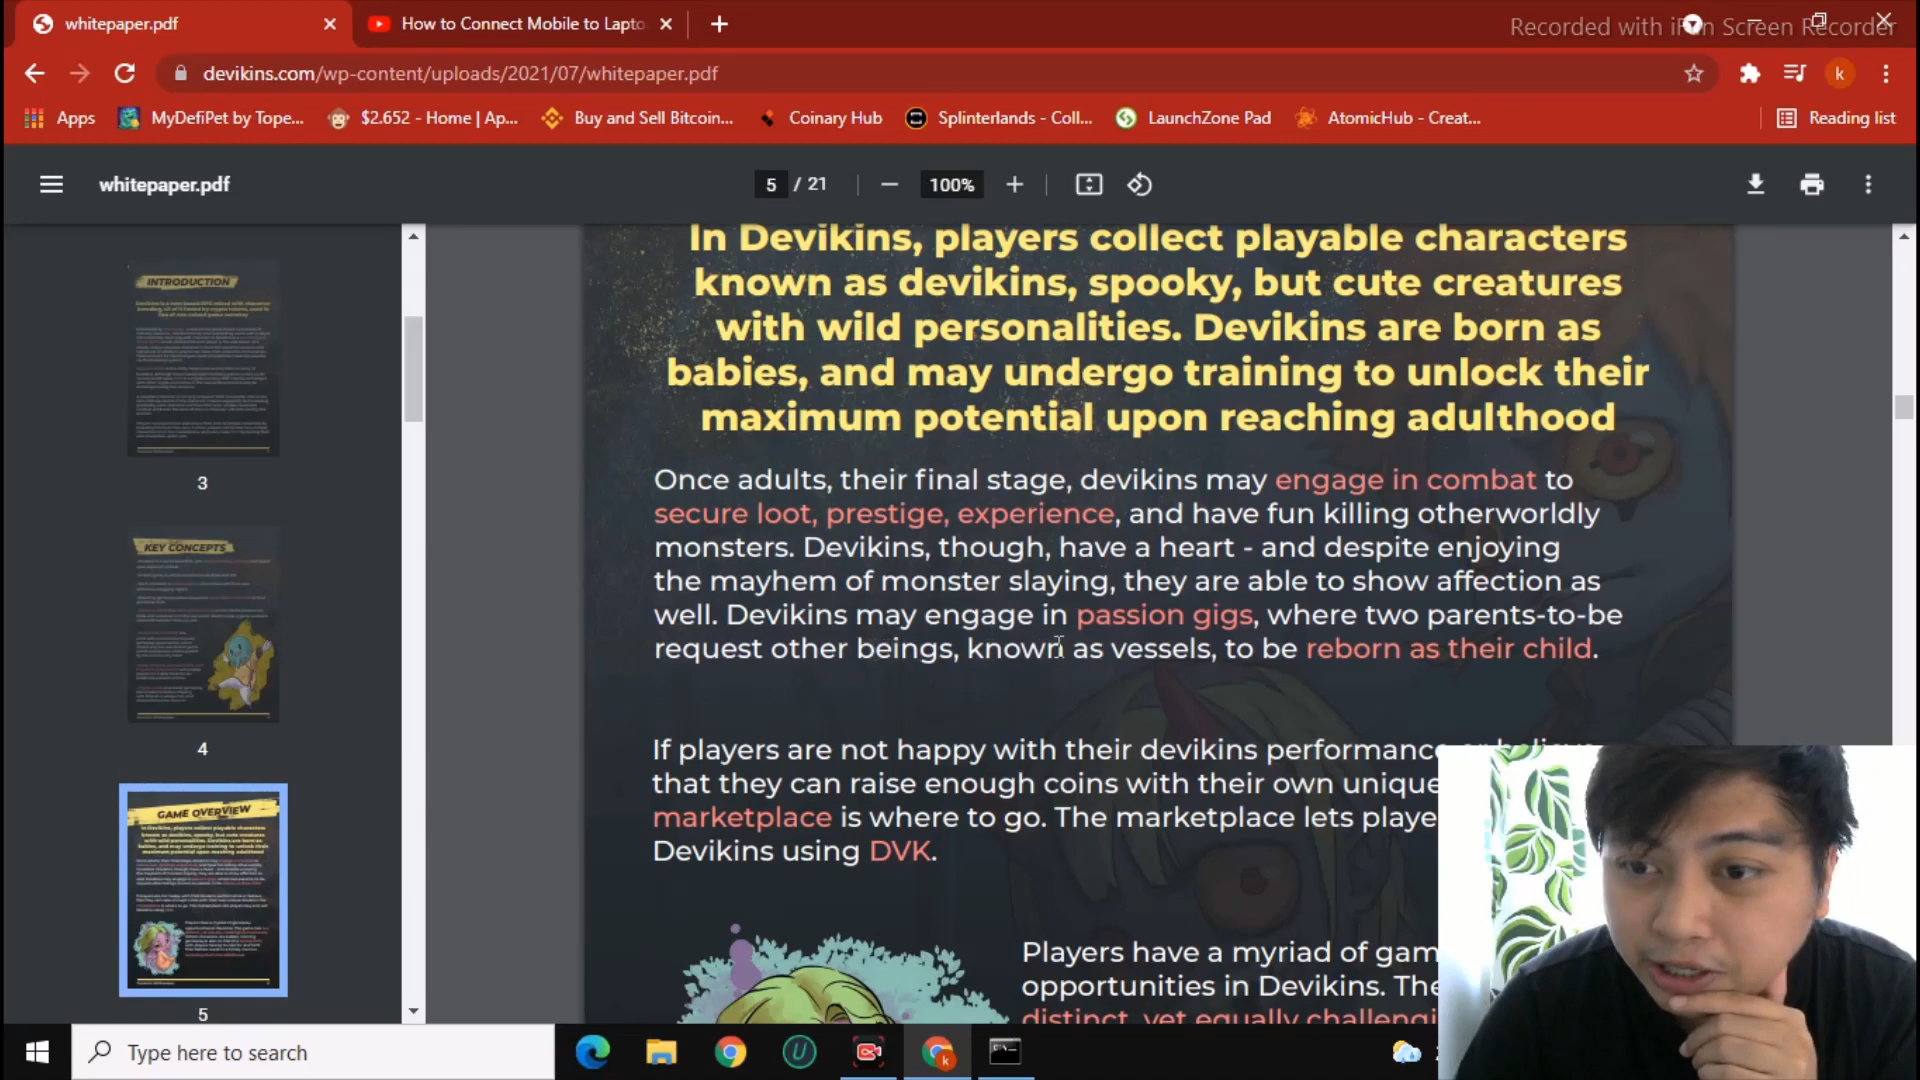 whitepaper.pdf
How to Connect Mobile to Lapto
Recorded with iFun Screen Recorder
devikins.com/wp-content/uploads/2021/07/whitepaper.pdf
k
Apps
MyDefiPet by Tope...
$2.652 - Home | Ap...
Buy and Sell Bitcoin...
Coinary Hub
Splinterlands - Coll...
LaunchZone Pad
AtomicHub - Creat...
Reading list
whitepaper.pdf
5 / 21
100%
INTRODUCTION
3
KEY CONCEPTS
4
GAME OVERVIEW
5
In Devikins, players collect playable characters
known as devikins, spooky, but cute creatures
with wild personalities. Devikins are born as
babies, and may undergo training to unlock their
maximum potential upon reaching adulthood
Once adults, their final stage, devikins may engage in combat to
secure loot, prestige, experience, and have fun killing otherworldly
monsters. Devikins, though, have a heart - and despite enjoying
the mayhem of monster slaying, they are able to show affection as
well. Devikins may engage in passion gigs, where two parents-to-be
request other beings, known as vessels, to be reborn as their child.
If players are not happy with their devikins performance
that they can raise enough coins with their own unique
marketplace is where to go. The marketplace lets playe
Devikins using DVK.
Players have a myriad of gam
opportunities in Devikins. The
distinct, yet equally challengi
Type here to search